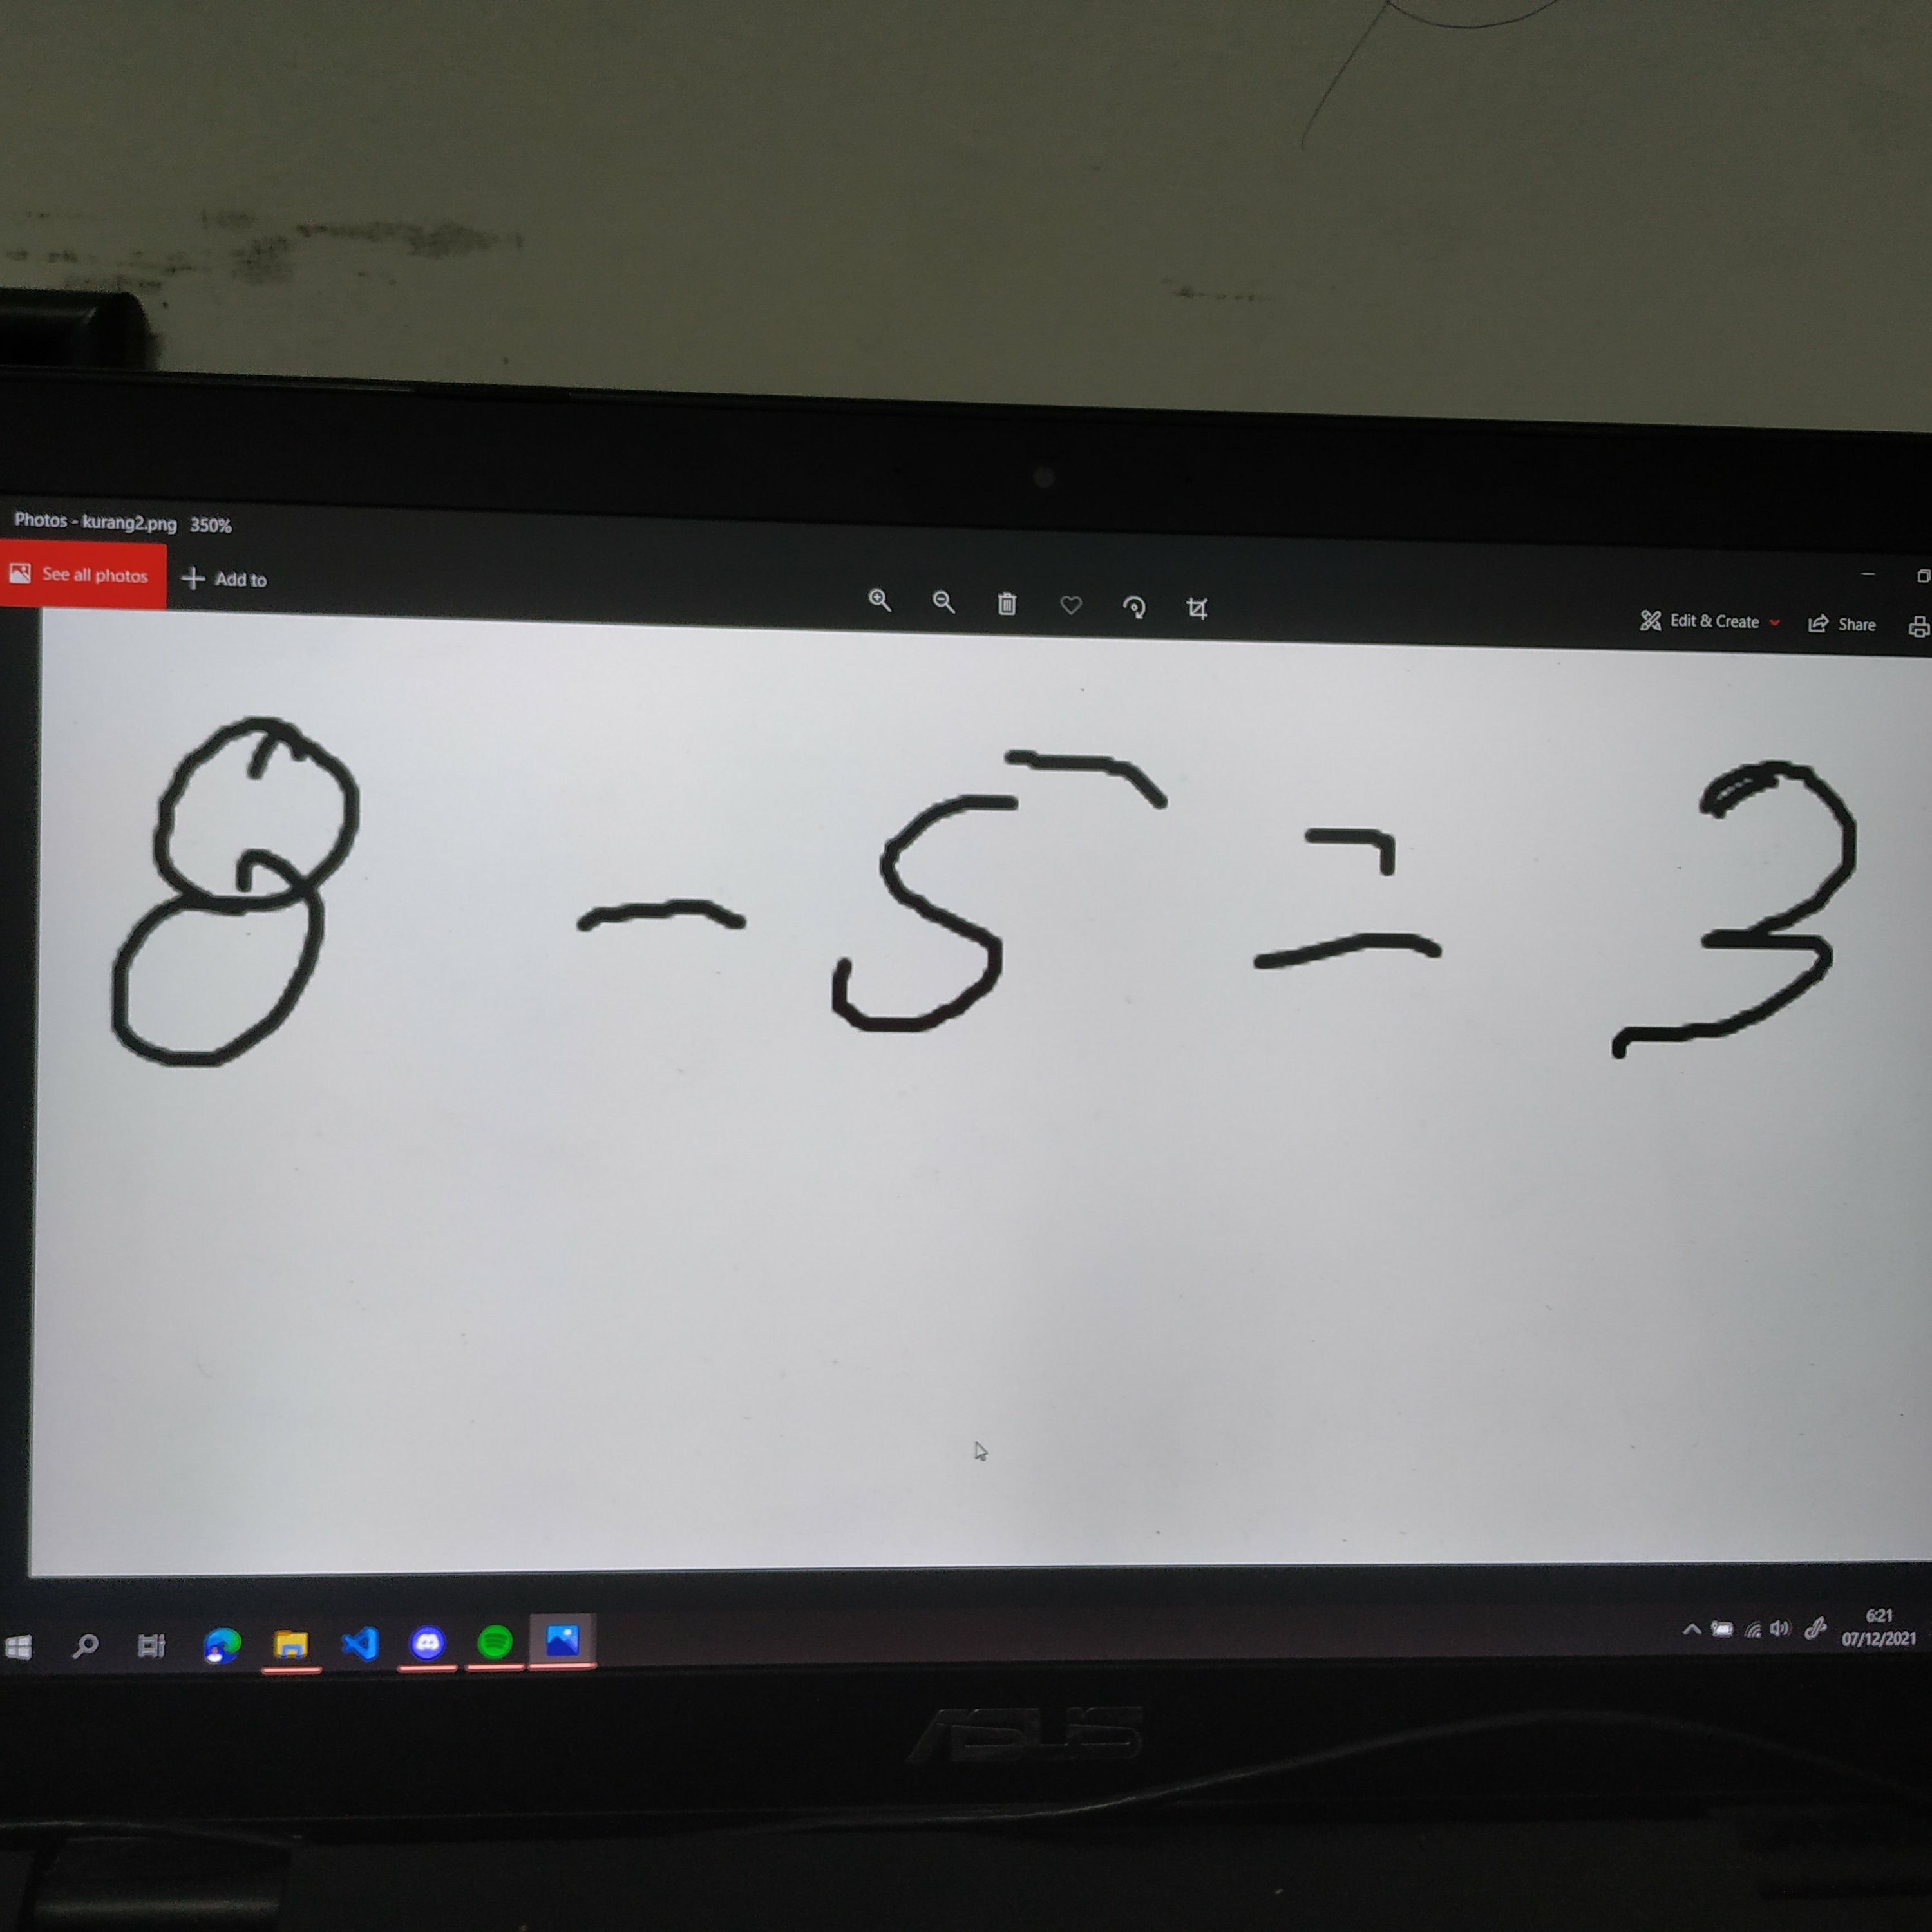 Photos - kurang2.png 350%
See all photos
Add to
Edit & Create
Share
8 - 5 = 3
6:21
07/12/2021
ASUS